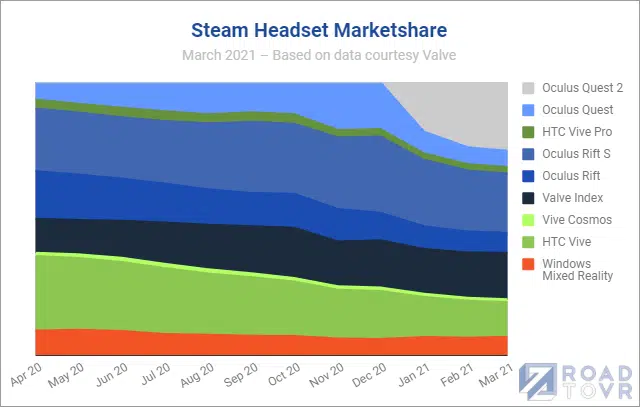 Steam Headset Marketshare
March 2021 – Based on data courtesy Valve
Oculus Quest 2
Oculus Quest
HTC Vive Pro
Oculus Rift S
Oculus Rift
Valve Index
Vive Cosmos
HTC Vive
Windows
Mixed Reality
Apr 20
May 20
Jun 20
Jul 20
Aug 20
Sep 20
Oct 20
Nov 20
Dec 20
Jan 21
Feb 21
Mar 21
ROAD
TOVR